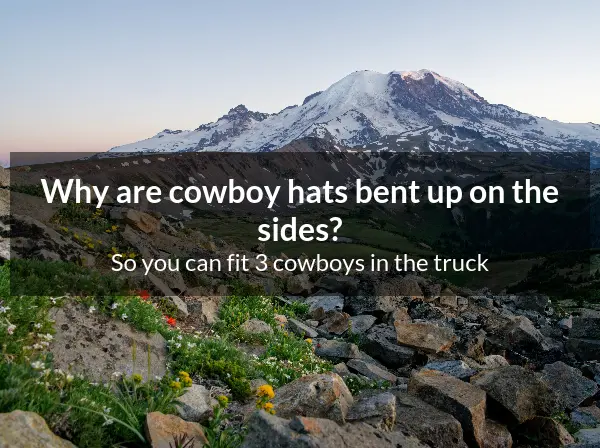 Why are cowboy hats bent up on the
sides?
So you can fit 3 cowboys in the truck